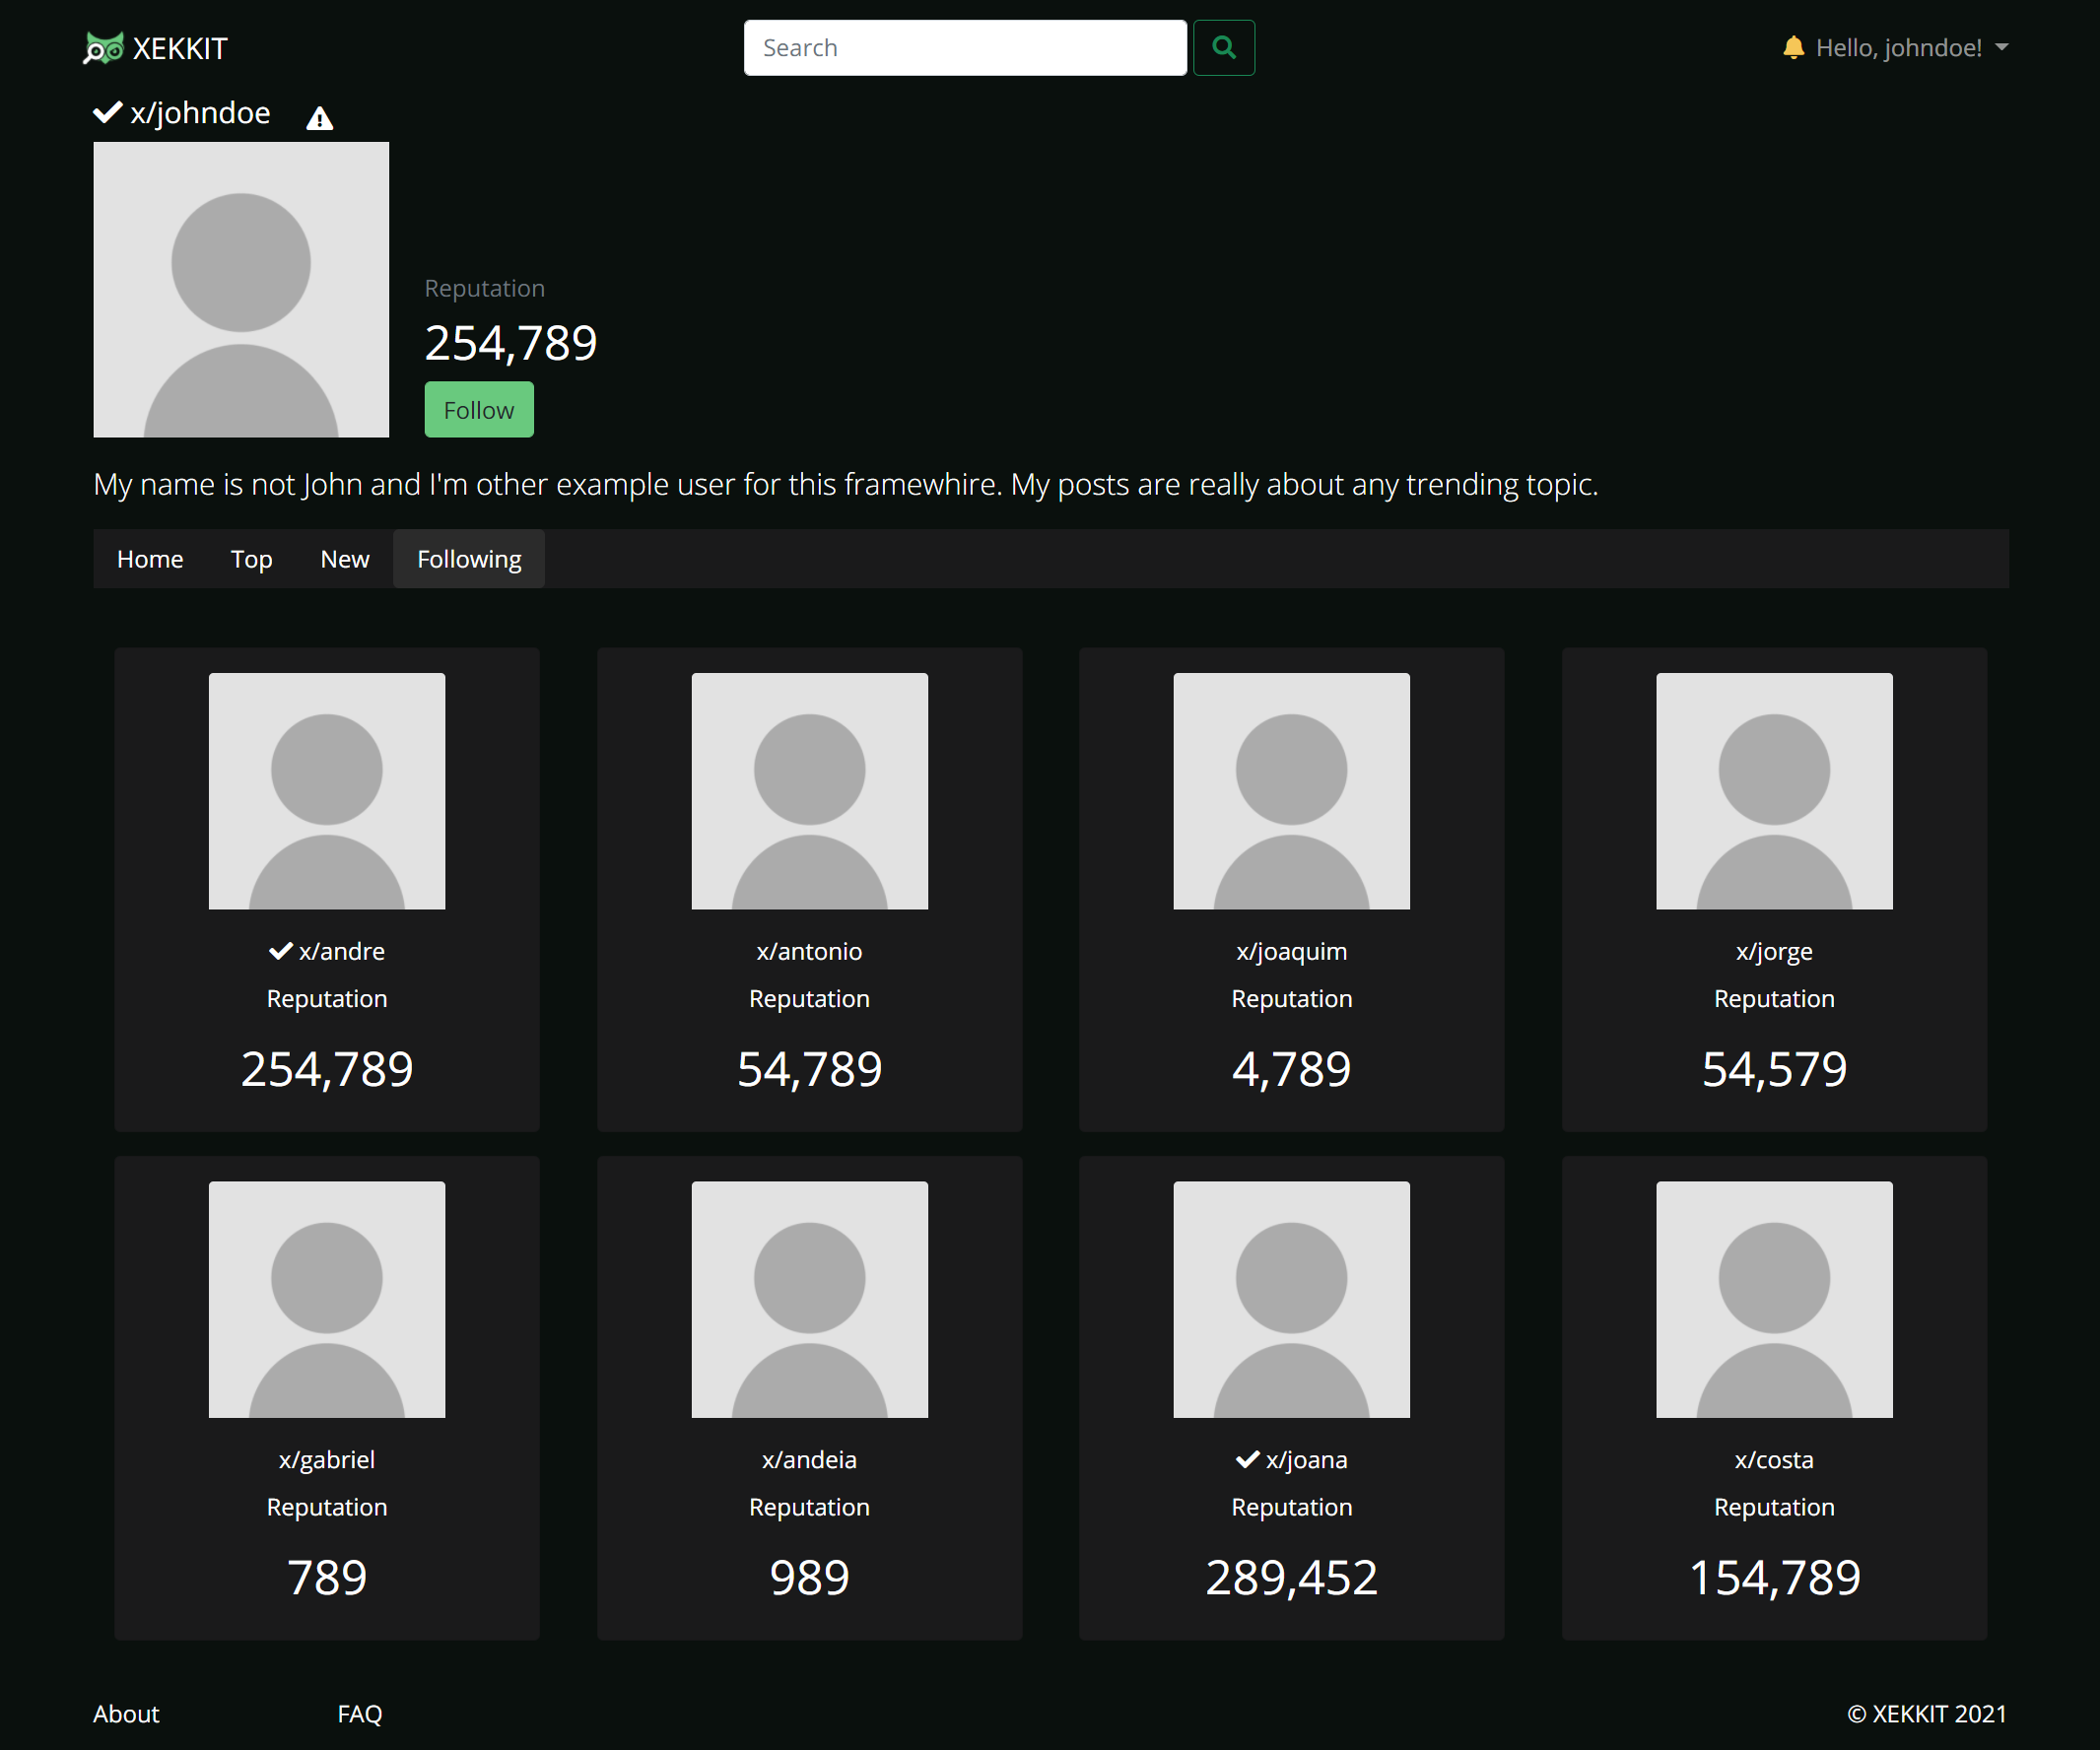 XEKKIT
Search
Hello, johndoe!
x/johndoe
Reputation
254,789
Follow
My name is not John and I'm other example user for this framewhire. My posts are really about any trending topic.
Home Top New Following
x/andre x/antonio x/joaquim x/jorge
Reputation Reputation Reputation Reputation
254,789 54,789 4,789 54,579
x/gabriel x/andeia x/joana x/costa
Reputation Reputation Reputation Reputation
789 989 289,452 154,789
About FAQ © XEKKIT 2021